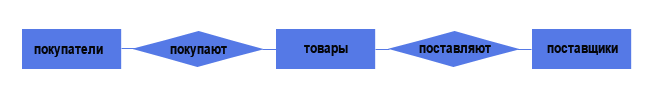 покупатели покупают товары поставляют поставщики